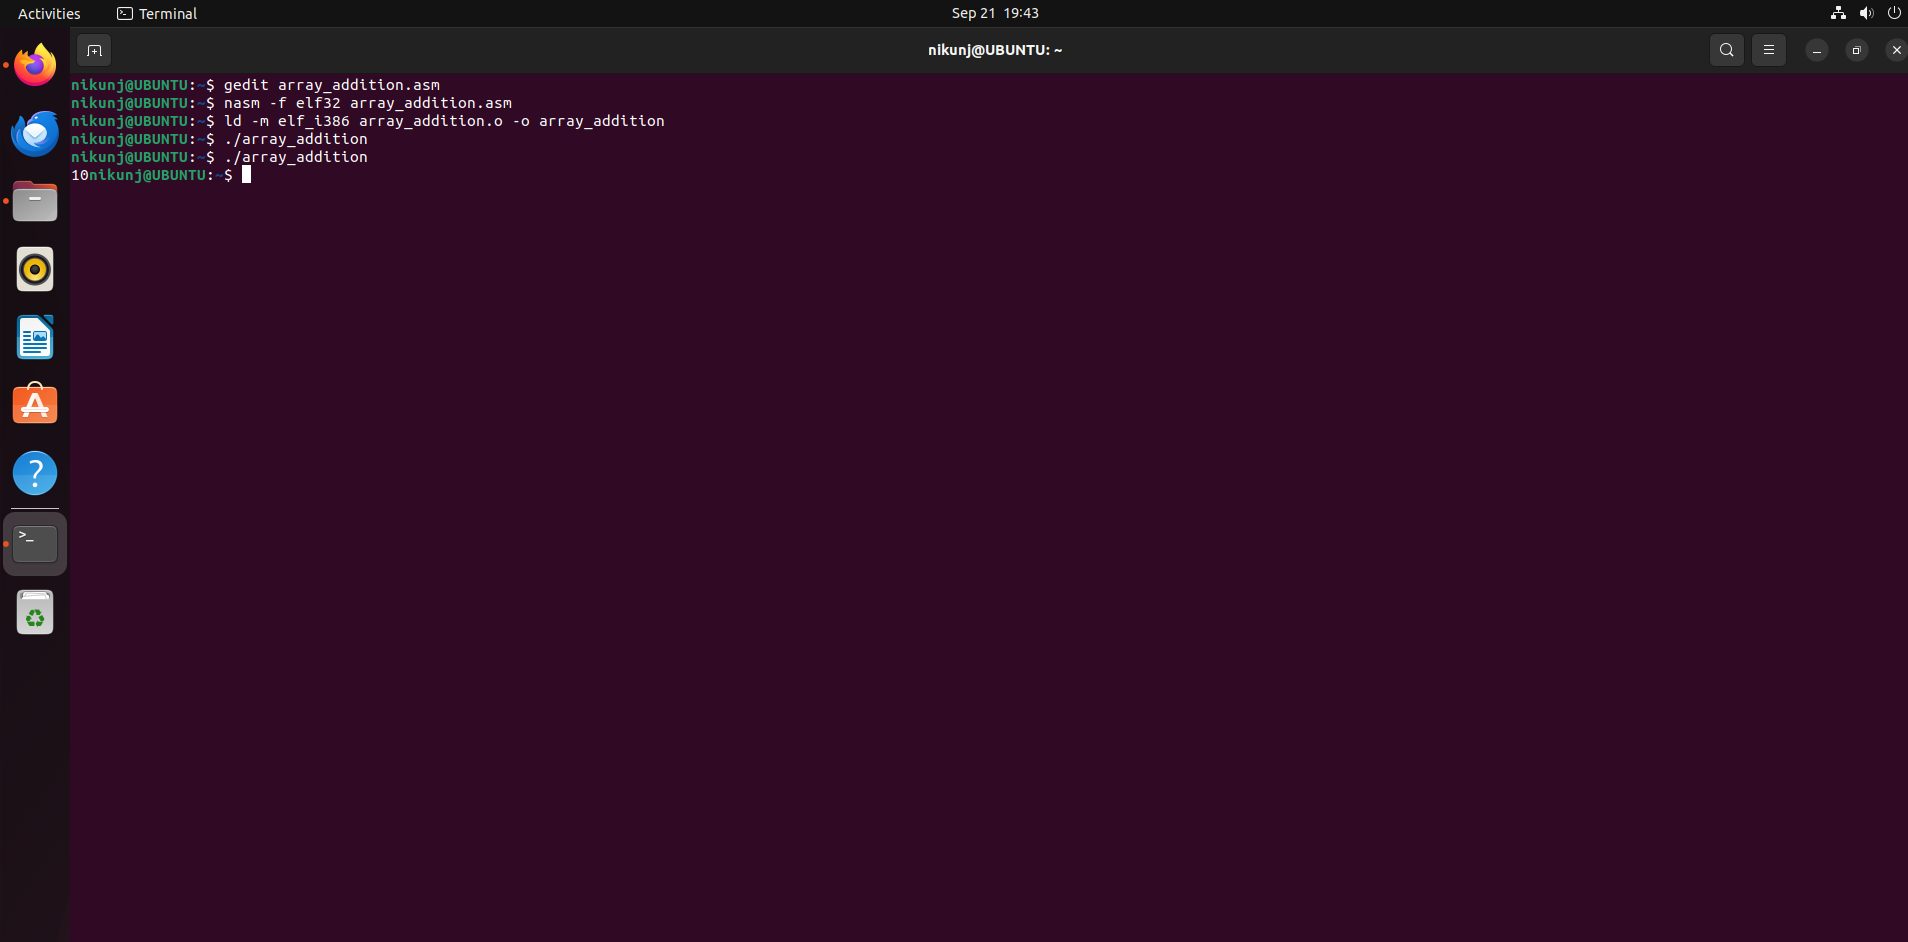 Activities Terminal Sep 21 19:43
nikunj@UBUNTU: ~
nikunj@UBUNTU:~$ gedit array_addition.asm
nikunj@UBUNTU:~$ nasm -f elf32 array_addition.asm
nikunj@UBUNTU:~$ ld -m elf_i386 array_addition.o -o array_addition
nikunj@UBUNTU:~$ ./array_addition
nikunj@UBUNTU:~$ ./array_addition
10nikunj@UBUNTU:~$
?
>_